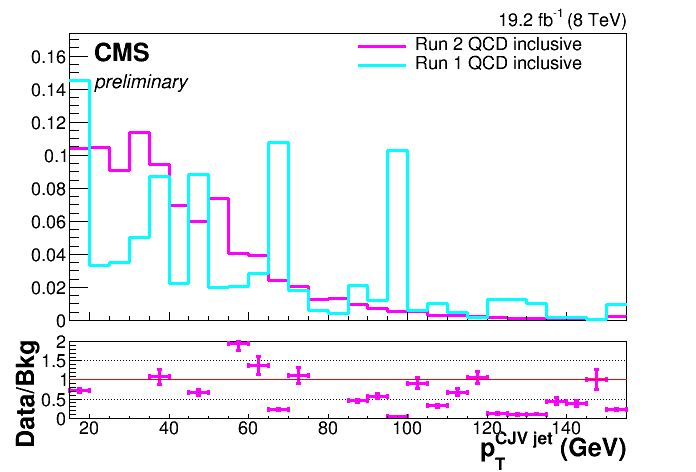 19.2 fb⁻¹ (8 TeV)
CMS
preliminary
Run 2 QCD inclusive
Run 1 QCD inclusive
0.16
0.14
0.12
0.1
0.08
0.06
0.04
0.02
0
Data/Bkg
2
1.5
1
0.5
0
20 40 60 80 100 120 140
p_T^CJV jet (GeV)